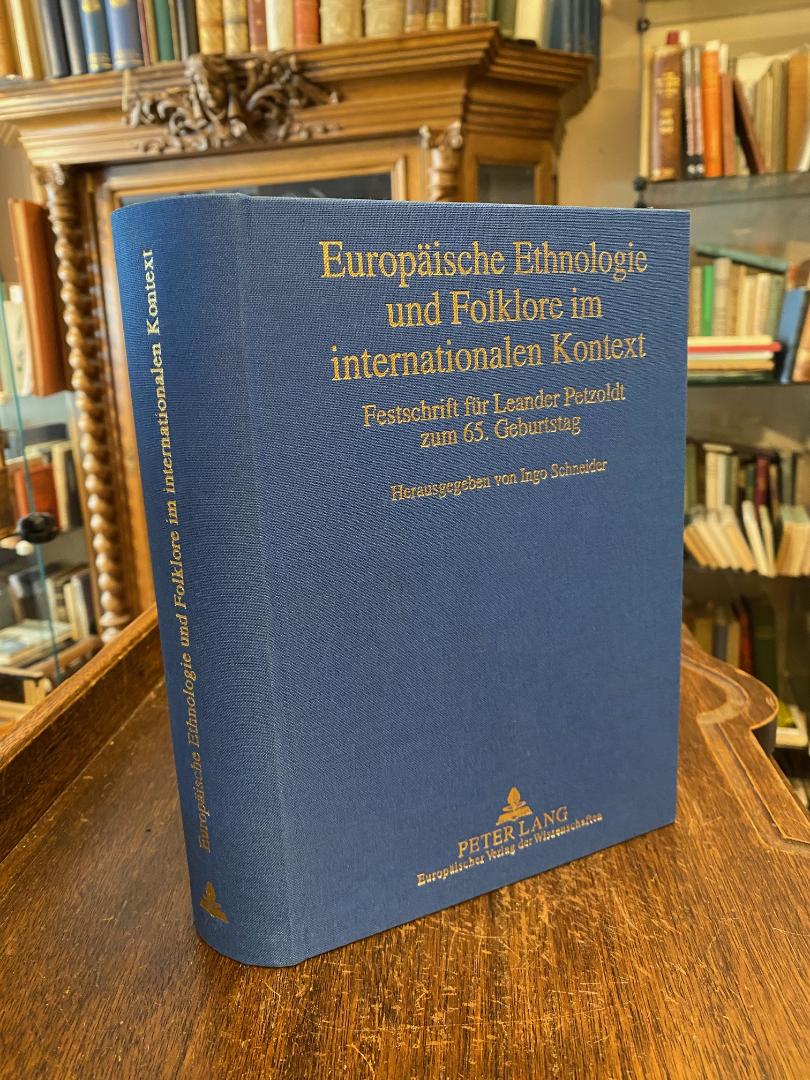 Europäische Ethnologie
und Folklore im
internationalen Kontext
Festschrift für Leander Petzoldt
zum 65. Geburtstag
Herausgegeben von Ingo Schneider
PETER LANG
Europäischer Verlag der Wissenschaften
Europäische Ethnologie und Folklore im internationalen Kontext